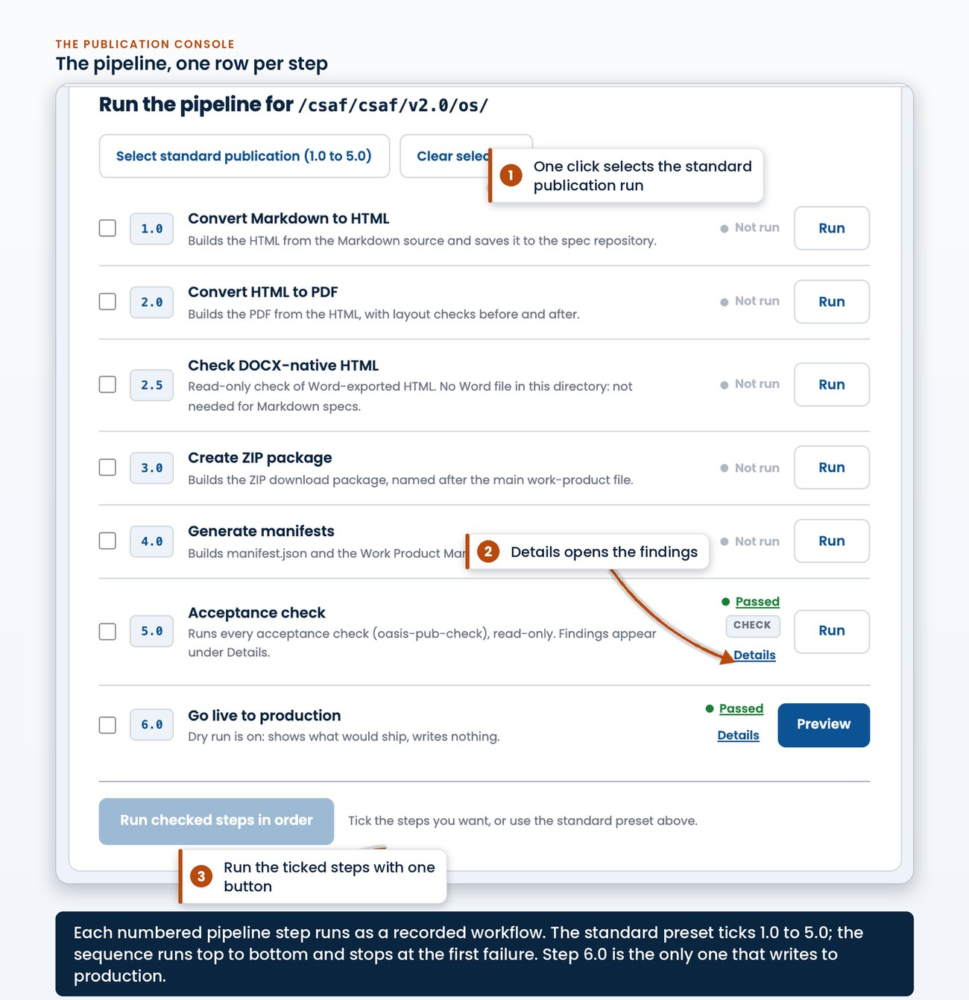 THE PUBLICATION CONSOLE
The pipeline, one row per step
Run the pipeline for /csaf/csaf/v2.0/os/
Select standard publication (1.0 to 5.0)
Clear
1
One click selects the standard
publication run
1.0
Convert Markdown to HTML
Builds the HTML from the Markdown source and saves it to the spec repository.
Not run
Run
2.0
Convert HTML to PDF
Builds the PDF from the HTML, with layout checks before and after.
Not run
Run
2.5
Check DOCX-native HTML
Read-only check of Word-exported HTML. No Word file in this directory: not
needed for Markdown specs.
Not run
Run
3.0
Create ZIP package
Builds the ZIP download package, named after the main work-product file.
Not run
Run
4.0
Generate manifests
Builds manifest.json and the Work Product
Not run
Run
2
Details opens the findings
5.0
Acceptance check
Runs every acceptance check (oasis-pub-check), read-only. Findings appear
under Details.
Passed
CHECK
Details
Run
6.0
Go live to production
Dry run is on: shows what would ship, writes nothing.
Passed
Details
Preview
Run checked steps in order
Tick the steps you want, or use the standard preset above.
3
Run the ticked steps with one
button
Each numbered pipeline step runs as a recorded workflow. The standard preset ticks 1.0 to 5.0; the
sequence runs top to bottom and stops at the first failure. Step 6.0 is the only one that writes to
production.